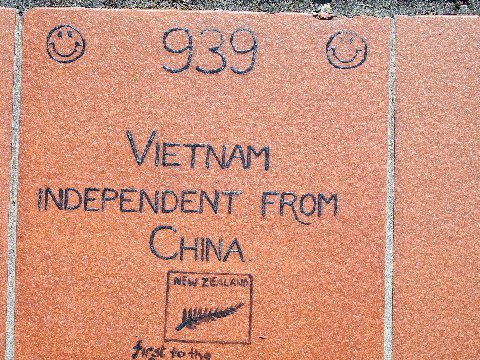 939
VIETNAM
INDEPENDENT FROM
CHINA
NEW ZEALAND
first to the